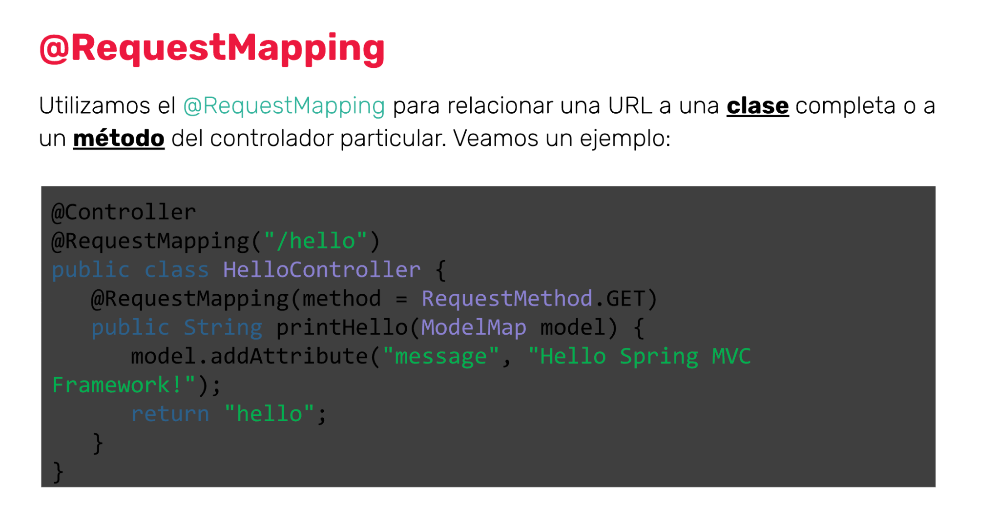 @RequestMapping
Utilizamos el @RequestMapping para relacionar una URL a una clase completa o a
un método del controlador particular. Veamos un ejemplo:
@Controller
@RequestMapping("/hello")
public class HelloController {
   @RequestMapping(method = RequestMethod.GET)
   public String printHello(ModelMap model) {
      model.addAttribute("message", "Hello Spring MVC
Framework!");
      return "hello";
   }
}